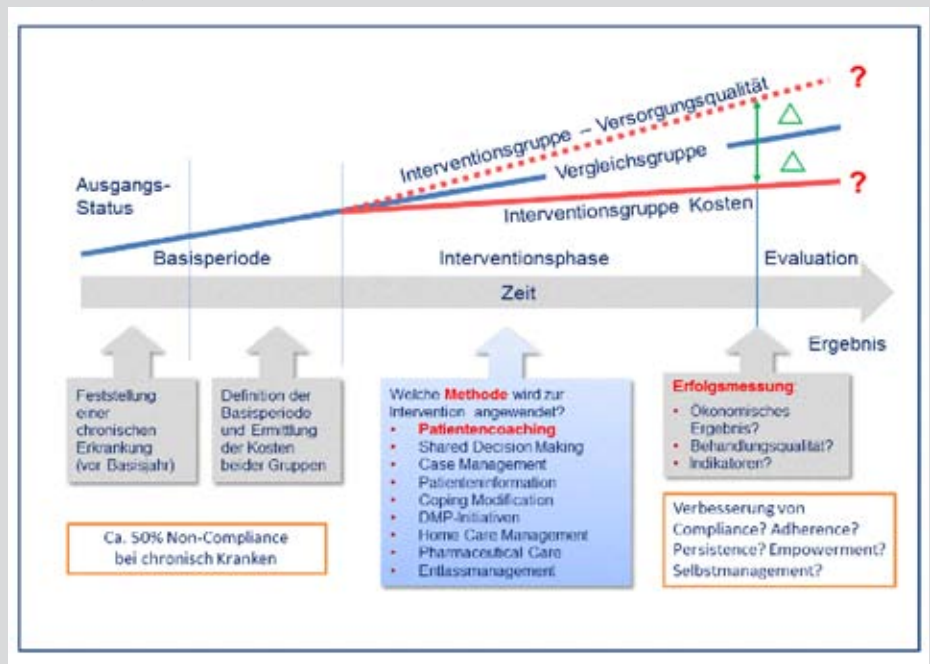 Interventionsgruppe – Versorgungsqualität
?
Vergleichsgruppe
Interventionsgruppe Kosten
?
Ausgangs-
Status
Basisperiode
Interventionsphase
Evaluation
Zeit
Ergebnis
Feststellung
einer
chronischen
Erkrankung
(vor Basisjahr)
Definition der
Basisperiode
und Ermittlung
der Kosten
beider Gruppen
Welche Methode wird zur
Intervention angewendet?
• Patientencoaching
• Shared Decision Making
• Case Management
• Patienteninformation
• Coping Modification
• DMP-Initiativen
• Home Care Management
• Pharmaceutical Care
• Entlassmanagement
Erfolgsmessung
• Ökonomisches
Ergebnis?
• Behandlungsqualität?
• Indikatoren?
Ca. 50% Non-Compliance
bei chronisch Kranken
Verbesserung von
Compliance? Adherence?
Persistence? Empowerment?
Selbstmanagement?